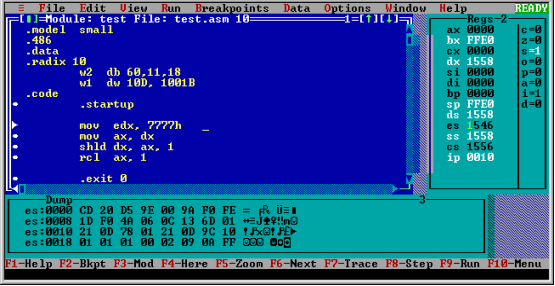 ≡ File Edit View Run Breakpoints Data Options Window Help READY
[▪]=Module: test File: test.asm 10 1=[↑][↓]
.model small
.486
.data
.radix 10
w2 db 60,11,18
w1 dw 10D, 1001B
.code
.startup
mov edx, 7777h _
mov ax, dx
shld dx, ax, 1
rcl ax, 1
.exit 0
Regs 2
ax 0000 c=0
bx FFE0 z=0
cx 0000 s=1
dx 1558 o=0
si 0000 p=0
di 0000 a=0
bp 0000 i=1
sp FFE0 d=0
ds 1558
es 1546
ss 1558
cs 1556
ip 0010
Dump 3
es:0000 CD 20 D5 9E 00 9A F0 FE
es:0008 1D F0 4A 06 0C 13 6D 01
es:0010 21 0D 78 01 21 0D 9C 10
es:0018 01 01 01 00 02 09 0A FF
F1-Help F2-Bkpt F3-Mod F4-Here F5-Zoom F6-Next F7-Trace F8-Step F9-Run F10-Menu